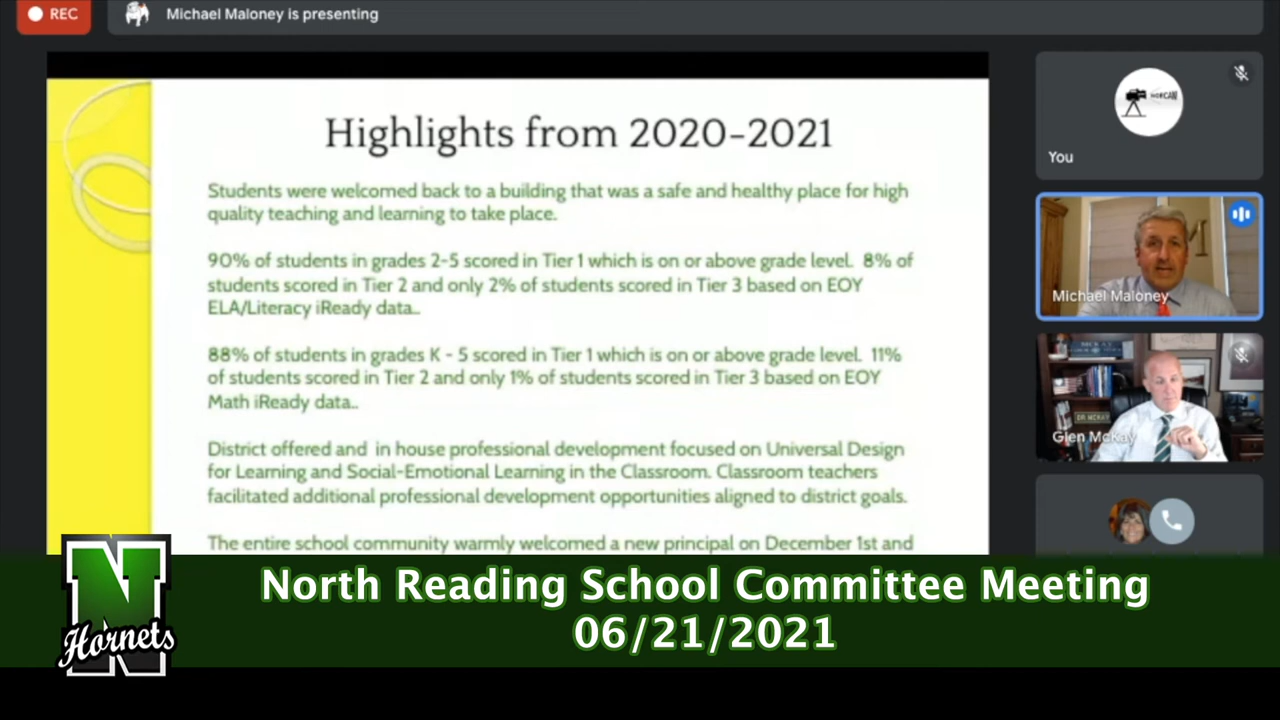 REC
Michael Maloney is presenting
Highlights from 2020-2021
Students were welcomed back to a building that was a safe and healthy place for high
quality teaching and learning to take place.
90% of students in grades 2-5 scored in Tier 1 which is on or above grade level. 8% of
students scored in Tier 2 and only 2% of students scored in Tier 3 based on EOY
ELA/Literacy iReady data..
88% of students in grades K - 5 scored in Tier 1 which is on or above grade level. 11%
of students scored in Tier 2 and only 1% of students scored in Tier 3 based on EOY
Math iReady data..
District offered and in house professional development focused on Universal Design
for Learning and Social-Emotional Learning in the Classroom. Classroom teachers
facilitated additional professional development opportunities aligned to district goals.
The entire school community warmly welcomed a new principal on December 1st and
NORCAM
You
M
Michael Maloney
DR MCKAY
Glen McKay
N
Hornets
North Reading School Committee Meeting
06/21/2021